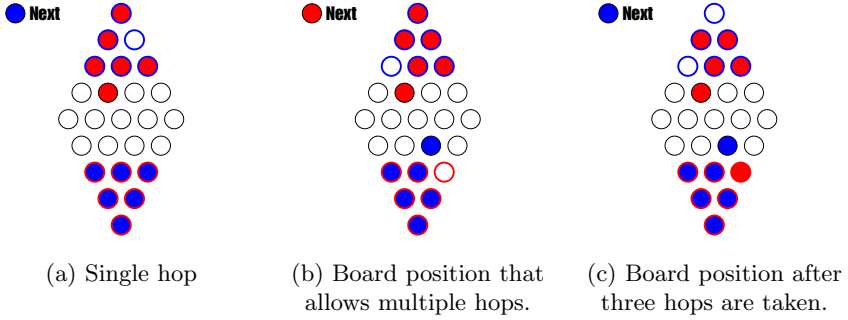 Next
Next
Next
(a) Single hop
(b) Board position that
allows multiple hops.
(c) Board position after
three hops are taken.